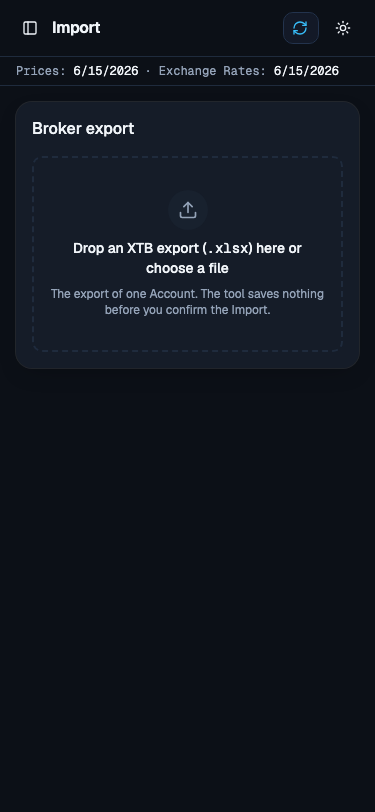 Import
Prices: 6/15/2026 · Exchange Rates: 6/15/2026
Broker export
Drop an XTB export (.xlsx) here or
choose a file
The export of one Account. The tool saves nothing
before you confirm the Import.